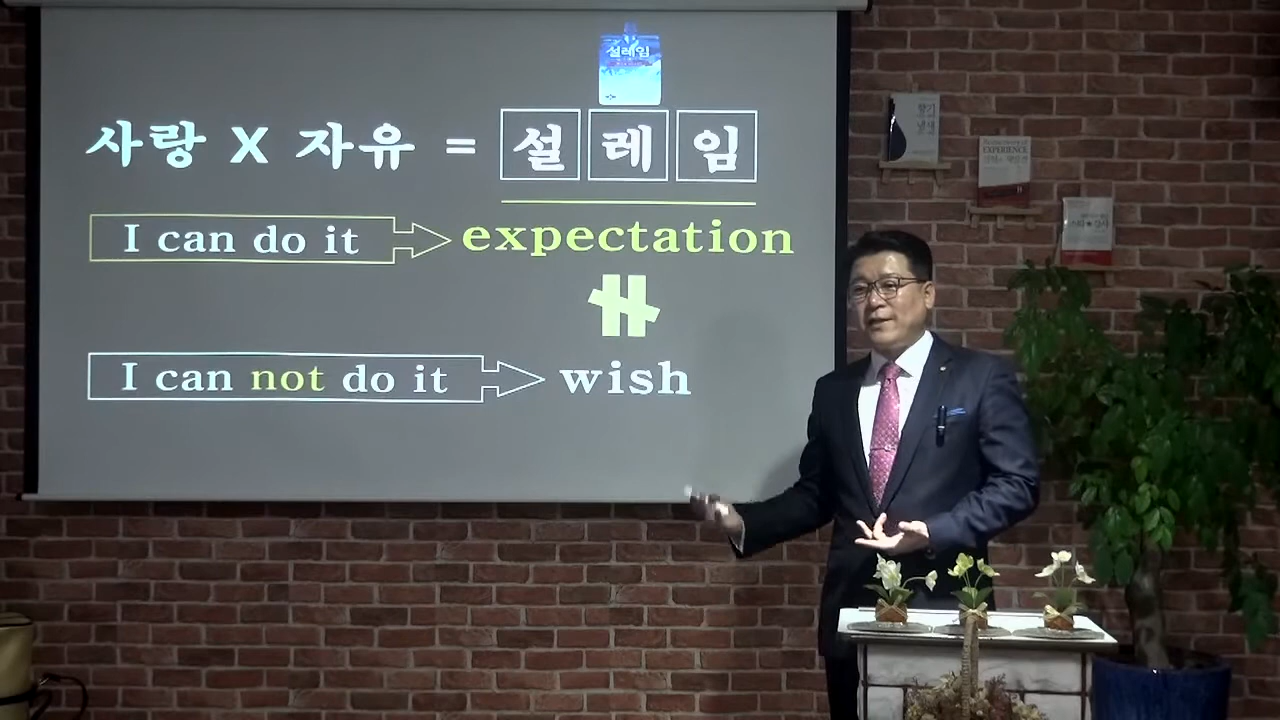 설레임
사랑 X 자유 = 설레임
I can do it expectation
I can not do it wish
EXPERIENCE